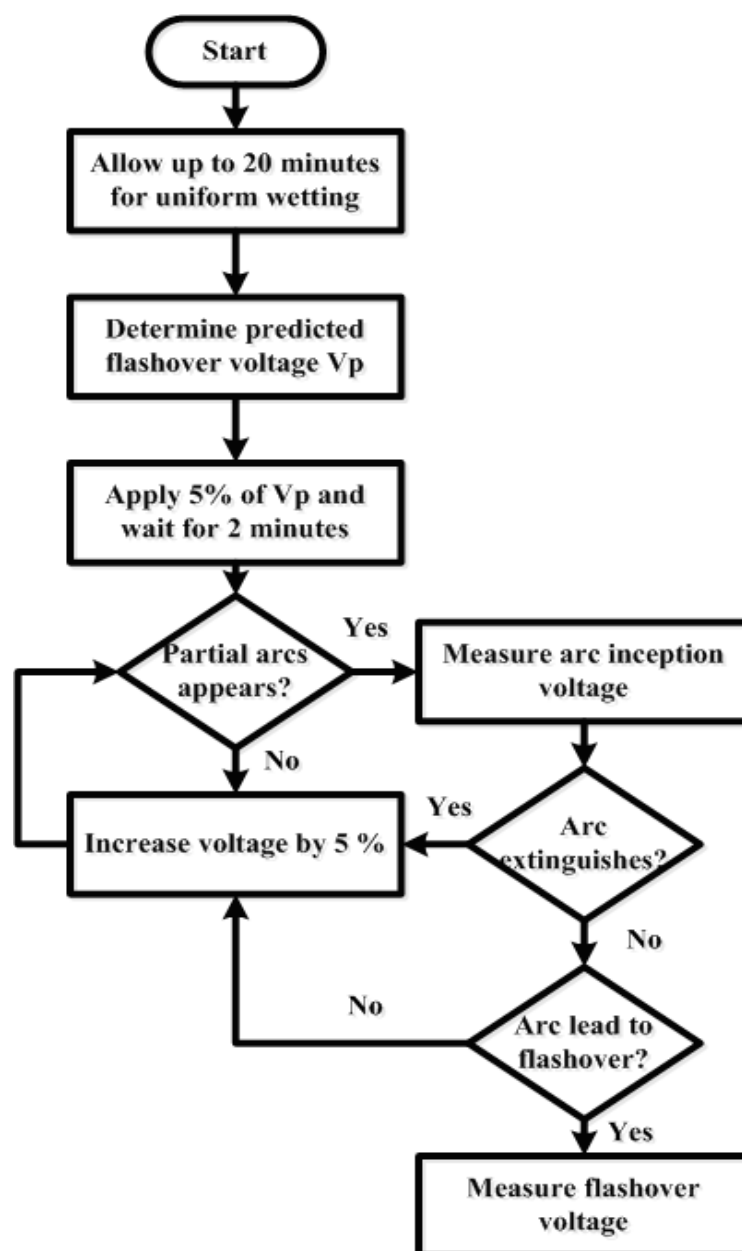 Start
Allow up to 20 minutes
for uniform wetting
Determine predicted
flashover voltage Vp
Apply 5% of Vp and
wait for 2 minutes
Partial arcs
appears?
Yes
Measure arc inception
voltage
No
Increase voltage by 5 %
Yes
Arc
extinguishes?
No
No
Arc lead to
flashover?
Yes
Measure flashover
voltage